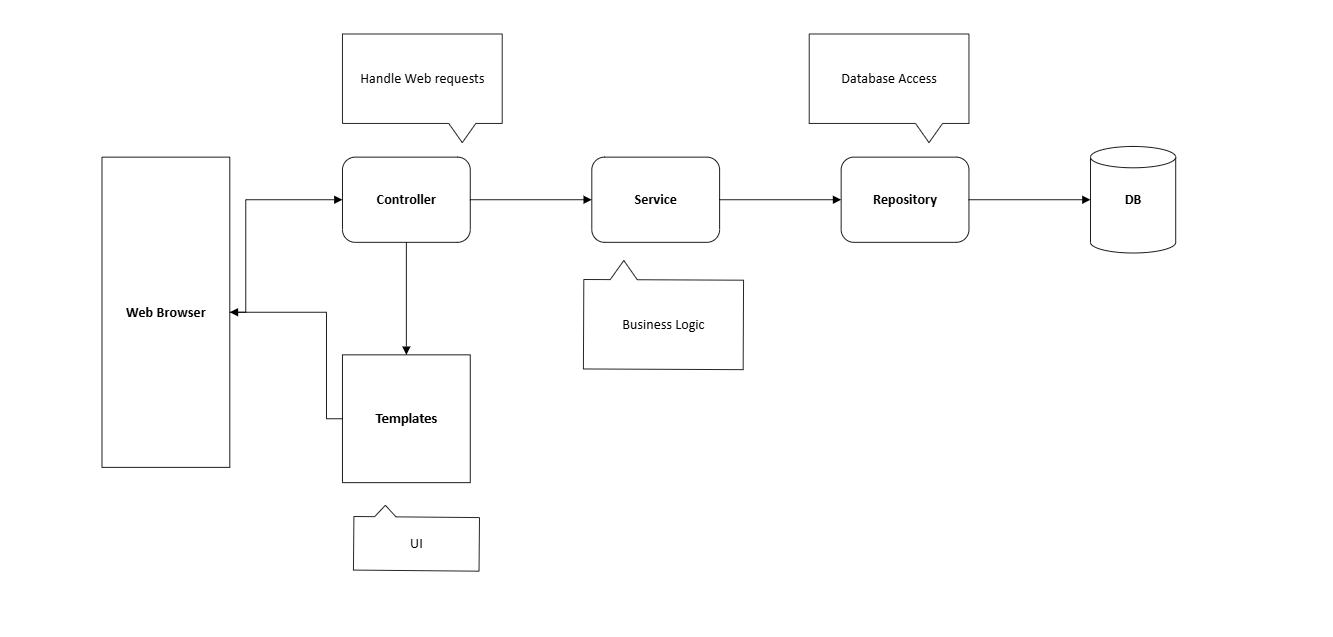 Handle Web requests
Database Access
Controller
Service
Repository
DB
Web Browser
Business Logic
Templates
UI